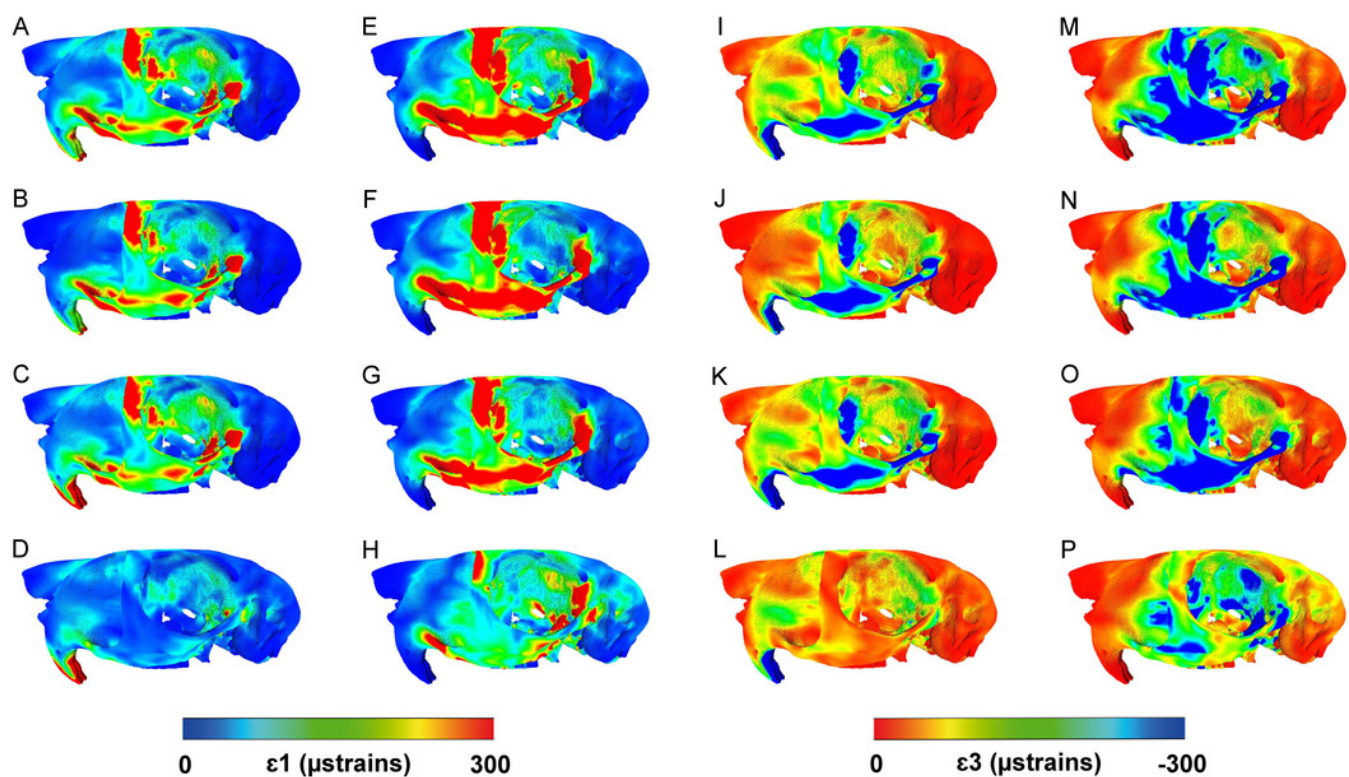 A E I M
B F J N
C G K O
D H L P
0 ε1 (µstrains) 300 0 ε3 (µstrains) -300